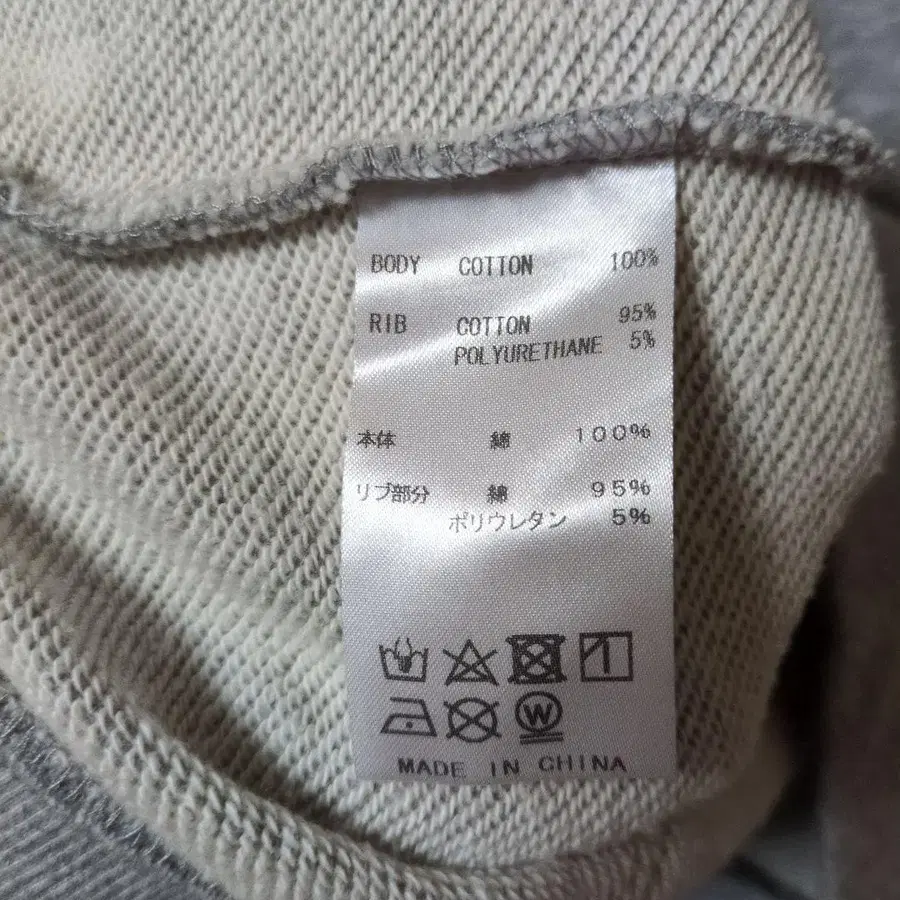 BODY COTTON 100%
RIB COTTON 95%
POLYURETHANE 5%
本体 綿 100%
リブ部分 綿 95%
ポリウレタン 5%
W
MADE IN CHINA